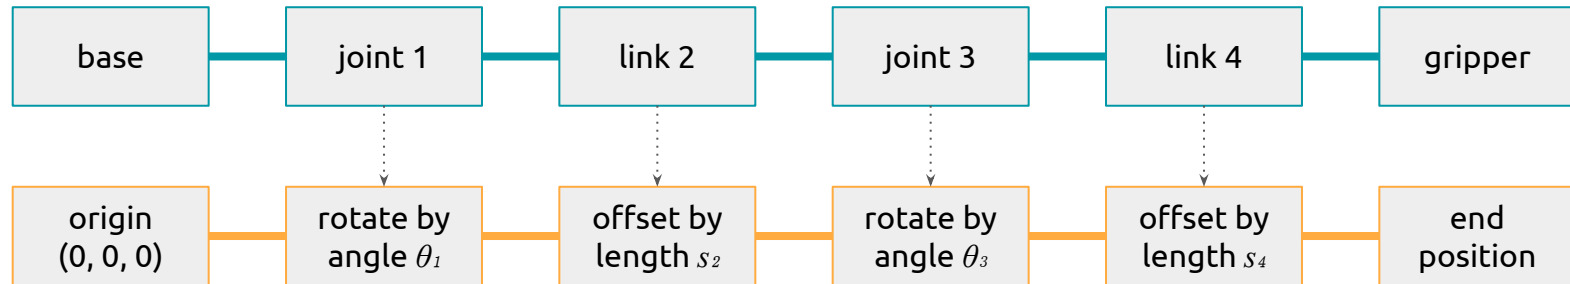 base
joint 1
link 2
joint 3
link 4
gripper
origin
(0, 0, 0)
rotate by
angle θ₁
offset by
length s₂
rotate by
angle θ₃
offset by
length s₄
end
position